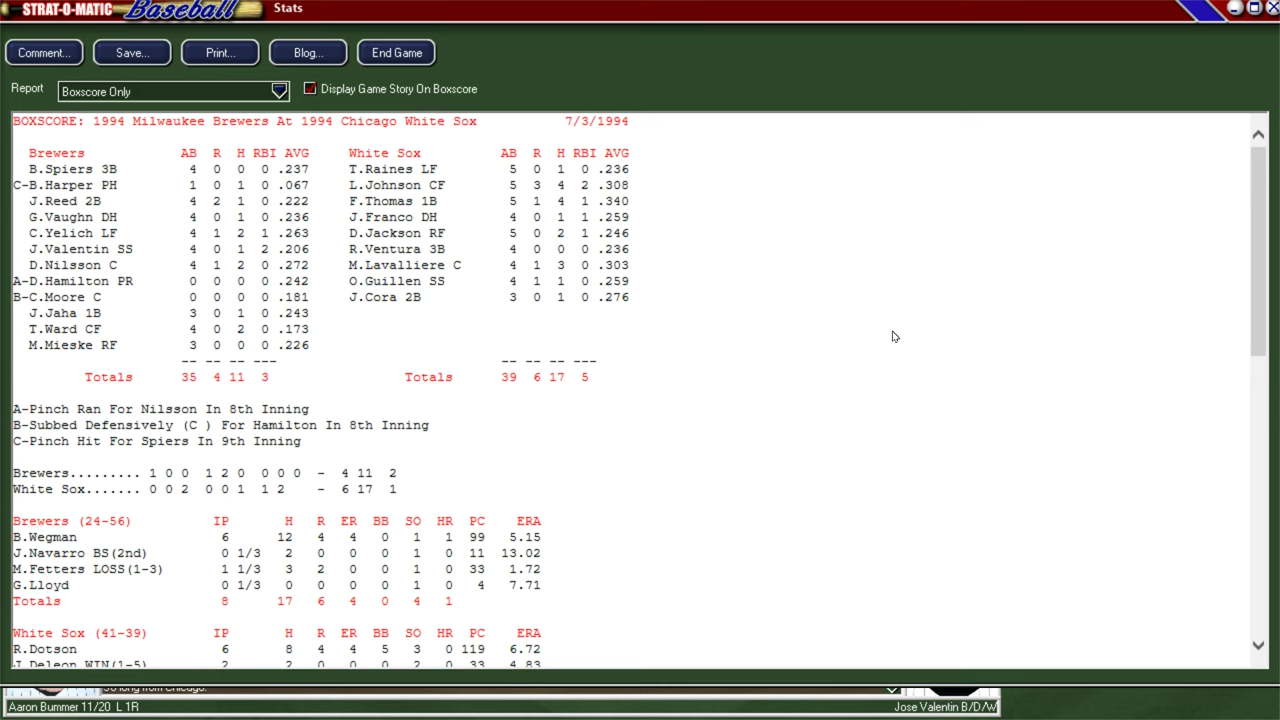 STRAT-O-MATIC Baseball Stats
Comment... Save... Print... Blog... End Game
Report Boxscore Only Display Game Story On Boxscore
BOXSCORE: 1994 Milwaukee Brewers At 1994 Chicago White Sox 7/3/1994
Brewers AB R H RBI AVG White Sox AB R H RBI AVG
B.Spiers 3B 4 0 0 0 .237 T.Raines LF 5 0 1 0 .236
C-B.Harper PH 1 0 1 0 .067 L.Johnson CF 5 3 4 2 .308
J.Reed 2B 4 2 1 0 .222 F.Thomas 1B 5 1 4 1 .340
G.Vaughn DH 4 0 1 0 .236 J.Franco DH 4 0 1 1 .259
C.Yelich LF 4 1 2 1 .263 D.Jackson RF 5 0 2 1 .246
J.Valentin SS 4 0 1 2 .206 R.Ventura 3B 4 0 0 0 .236
D.Nilsson C 4 1 2 0 .272 M.Lavalliere C 4 1 3 0 .303
A-D.Hamilton PR 0 0 0 0 .242 O.Guillen SS 4 1 1 0 .259
B-C.Moore C 0 0 0 0 .181 J.Cora 2B 3 0 1 0 .276
J.Jaha 1B 3 0 1 0 .243
T.Ward CF 4 0 2 0 .173
M.Mieske RF 3 0 0 0 .226
-- -- -- --- -- -- -- ---
Totals 35 4 11 3 Totals 39 6 17 5
A-Pinch Ran For Nilsson In 8th Inning
B-Subbed Defensively (C ) For Hamilton In 8th Inning
C-Pinch Hit For Spiers In 9th Inning
Brewers......... 1 0 0 1 2 0 0 0 0 - 4 11 2
White Sox....... 0 0 2 0 0 1 1 2 - 6 17 1
Brewers (24-56) IP H R ER BB SO HR PC ERA
B.Wegman 6 12 4 4 0 1 1 99 5.15
J.Navarro BS(2nd) 0 1/3 2 0 0 0 1 0 11 13.02
M.Fetters LOSS(1-3) 1 1/3 3 2 0 0 1 0 33 1.72
G.Lloyd 0 1/3 0 0 0 0 1 0 4 7.71
Totals 8 17 6 4 0 4 1
White Sox (41-39) IP H R ER BB SO HR PC ERA
R.Dotson 6 8 4 4 5 3 0 119 6.72
J.Deleon WIN(1-5) 2 2 0 0 0 2 0 33 4.83
So long from Chicago.
Aaron Bummer 11/20 L 1R Jose Valentin B/D/W